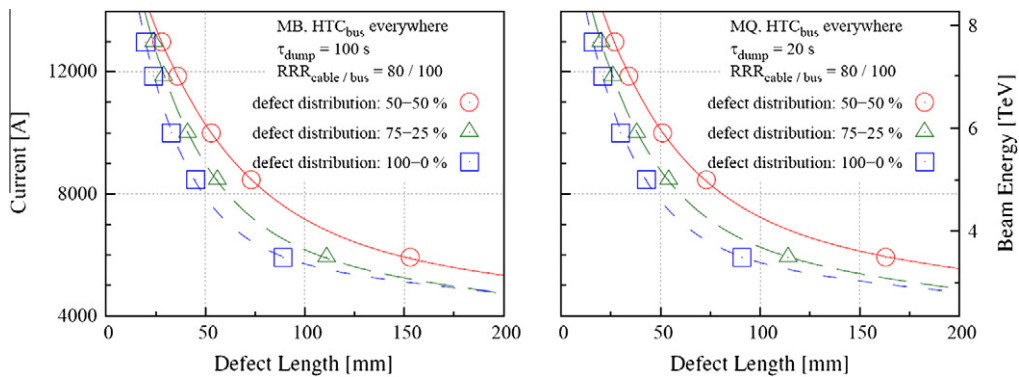 MB, HTCbus everywhere
τdump = 100 s
RRRcable / bus = 80 / 100
defect distribution: 50−50 %
defect distribution: 75−25 %
defect distribution: 100−0 %
12000
8000
4000
Current [A]
0 50 100 150 200
Defect Length [mm]
MQ, HTCbus everywhere
τdump = 20 s
RRRcable / bus = 80 / 100
defect distribution: 50−50 %
defect distribution: 75−25 %
defect distribution: 100−0 %
8
6
4
Beam Energy [TeV]
0 50 100 150 200
Defect Length [mm]